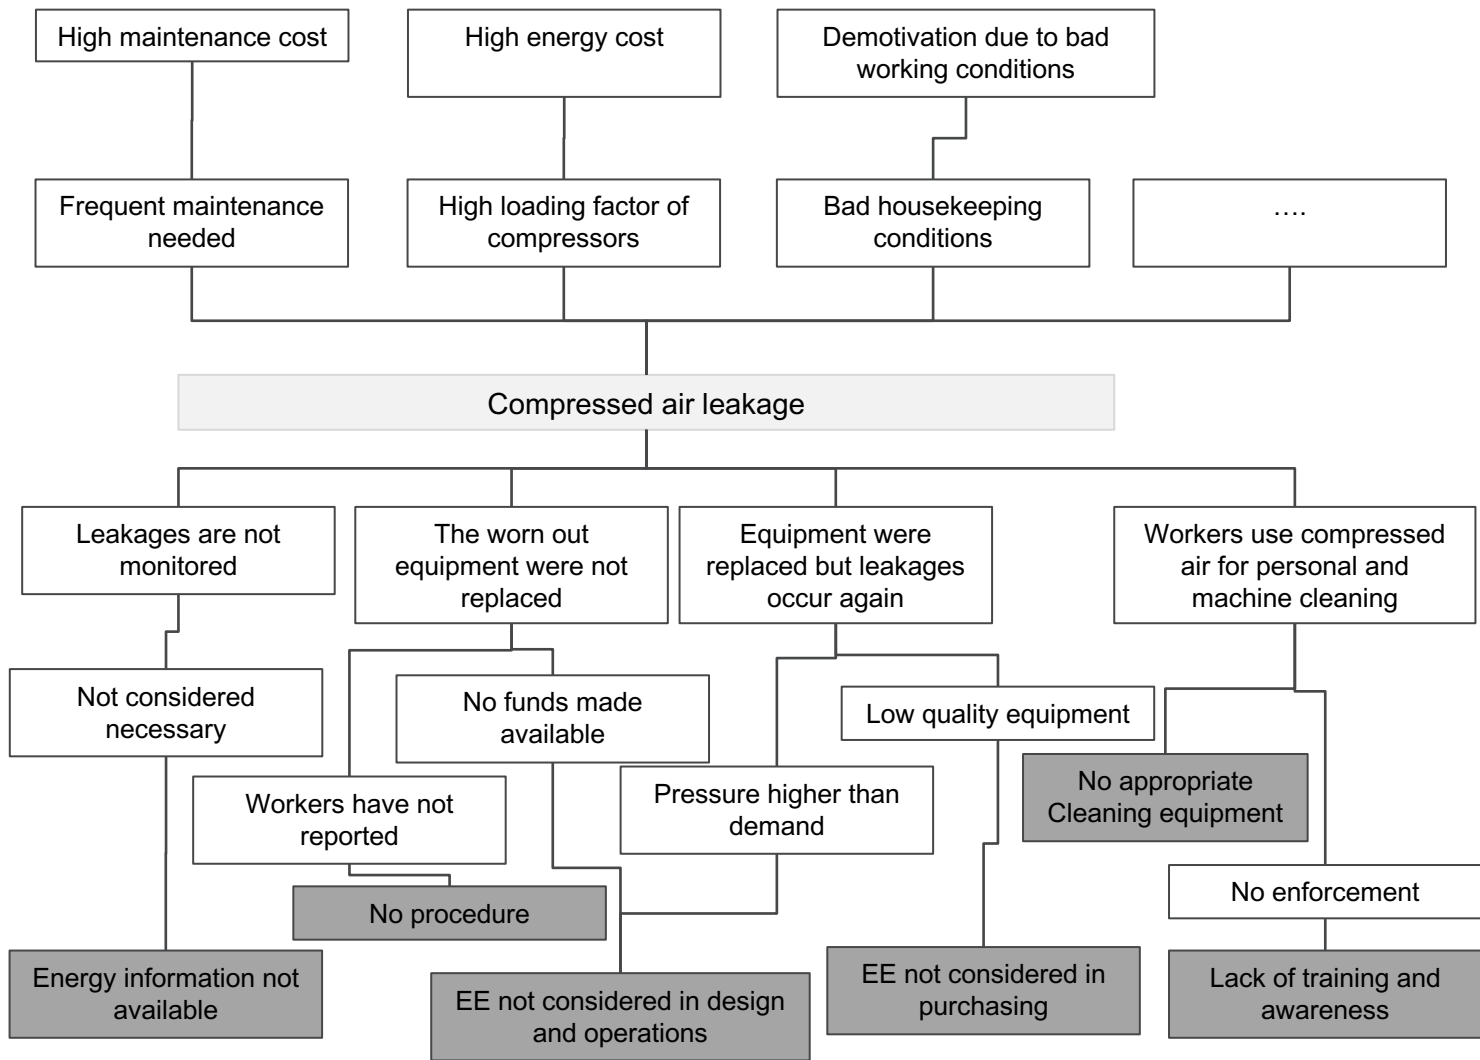 High maintenance cost
High energy cost
Demotivation due to bad
working conditions
Frequent maintenance
needed
High loading factor of
compressors
Bad housekeeping
conditions
....
Compressed air leakage
Leakages are not
monitored
The worn out
equipment were not
replaced
Equipment were
replaced but leakages
occur again
Workers use compressed
air for personal and
machine cleaning
Not considered
necessary
No funds made
available
Low quality equipment
Workers have not
reported
Pressure higher than
demand
No appropriate
Cleaning equipment
No procedure
No enforcement
Energy information not
available
EE not considered in design
and operations
EE not considered in
purchasing
Lack of training and
awareness